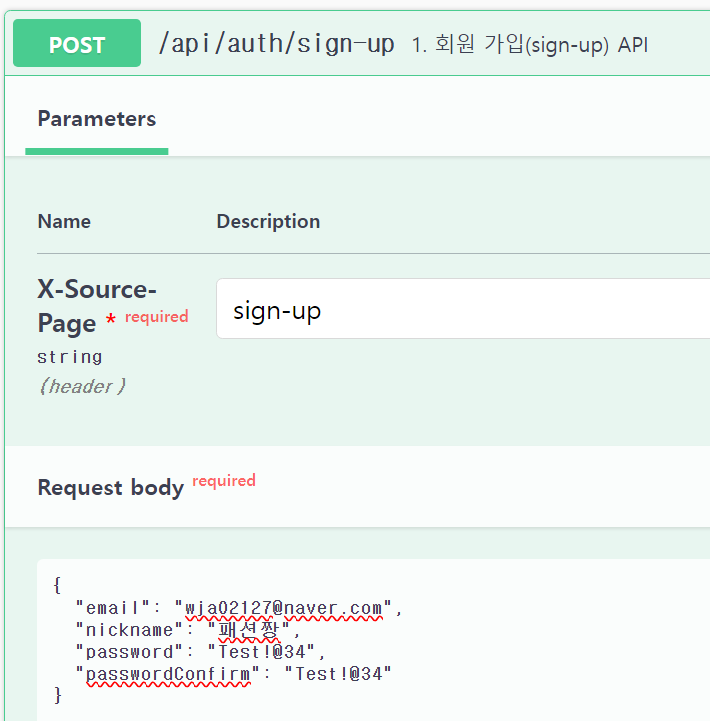 POST /api/auth/sign-up 1. 회원 가입(sign-up) API
Parameters
Name Description
X-Source-
Page * required
string
(header)
sign-up
Request body required
{
"email": "wja02127@naver.com",
"nickname": "패션짱",
"password": "Test!@34",
"passwordConfirm": "Test!@34"
}